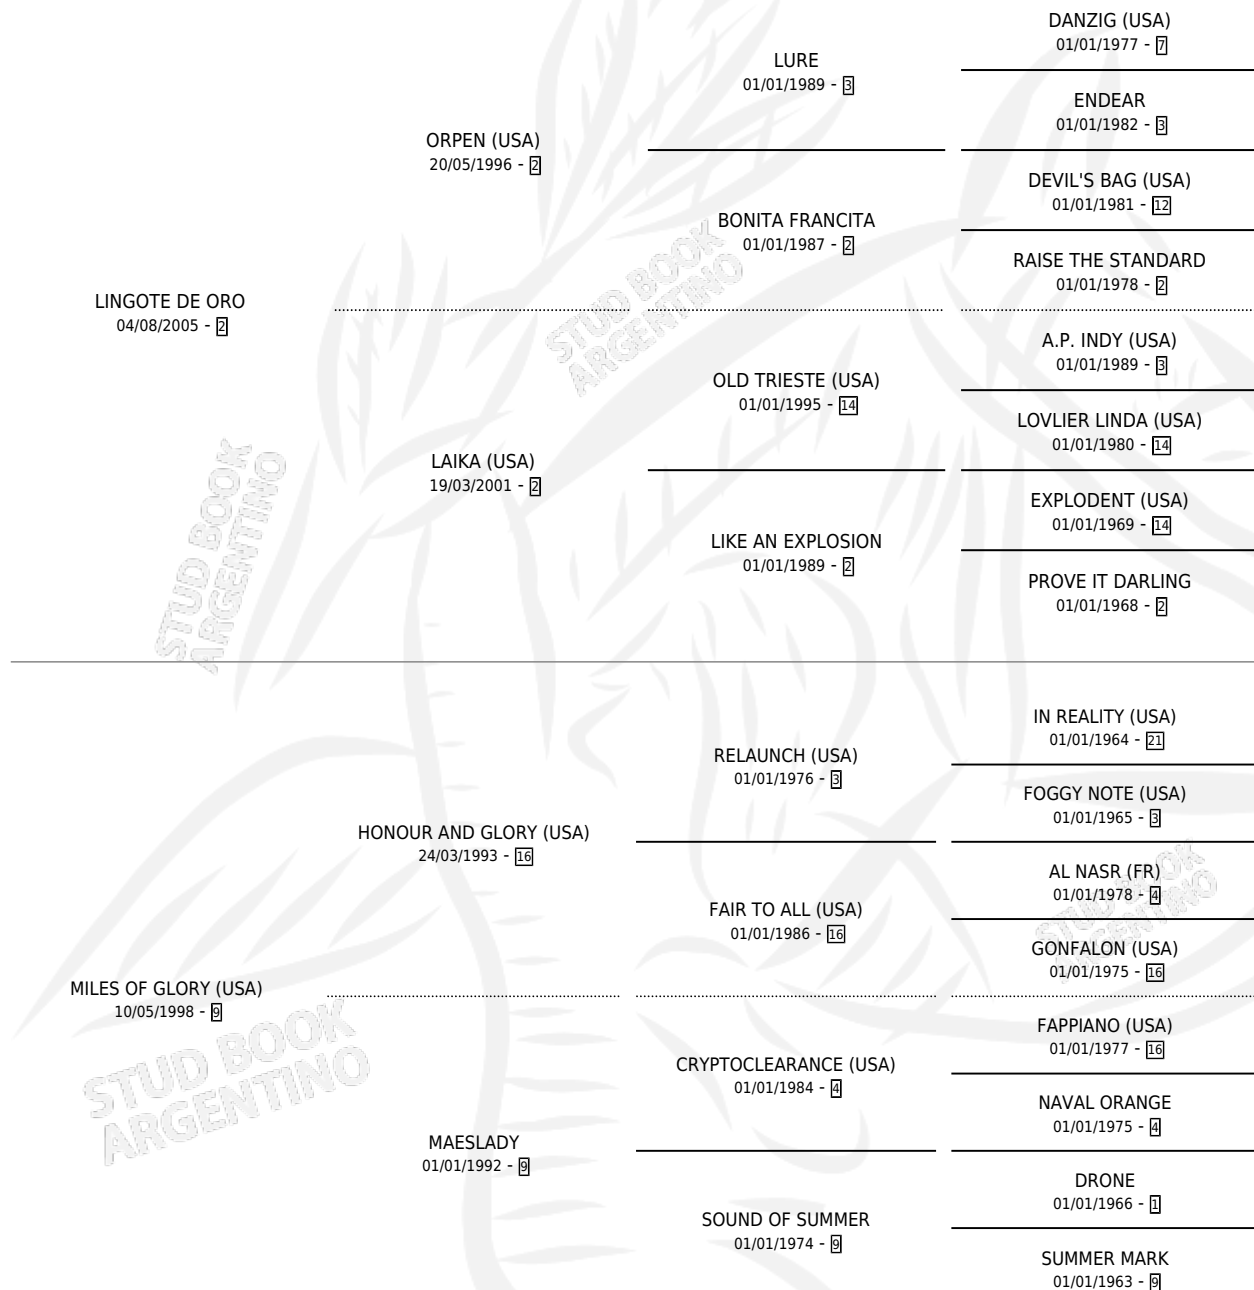 LINGOTE DE ORO
04/08/2005 - 2
ORPEN (USA)
20/05/1996 - 2
LAIKA (USA)
19/03/2001 - 2
LURE
01/01/1989 - 3
BONITA FRANCITA
01/01/1987 - 2
OLD TRIESTE (USA)
01/01/1995 - 14
LIKE AN EXPLOSION
01/01/1989 - 2
DANZIG (USA)
01/01/1977 - 7
ENDEAR
01/01/1982 - 3
DEVIL'S BAG (USA)
01/01/1981 - 12
RAISE THE STANDARD
01/01/1978 - 2
A.P. INDY (USA)
01/01/1989 - 3
LOVLIER LINDA (USA)
01/01/1980 - 14
EXPLODENT (USA)
01/01/1969 - 14
PROVE IT DARLING
01/01/1968 - 2
STUD BOOK
ARGENTINO
STUD BOOK
ARGENTINO
MILES OF GLORY (USA)
10/05/1998 - 9
HONOUR AND GLORY (USA)
24/03/1993 - 16
MAESLADY
01/01/1992 - 9
RELAUNCH (USA)
01/01/1976 - 3
FAIR TO ALL (USA)
01/01/1986 - 16
CRYPTOCLEARANCE (USA)
01/01/1984 - 4
SOUND OF SUMMER
01/01/1974 - 9
IN REALITY (USA)
01/01/1964 - 21
FOGGY NOTE (USA)
01/01/1965 - 3
AL NASR (FR)
01/01/1978 - 4
GONFALON (USA)
01/01/1975 - 16
FAPPIANO (USA)
01/01/1977 - 16
NAVAL ORANGE
01/01/1975 - 4
DRONE
01/01/1966 - 1
SUMMER MARK
01/01/1963 - 9
STUD BOOK
ARGENTINO
STUD BOOK
ARGENTINO